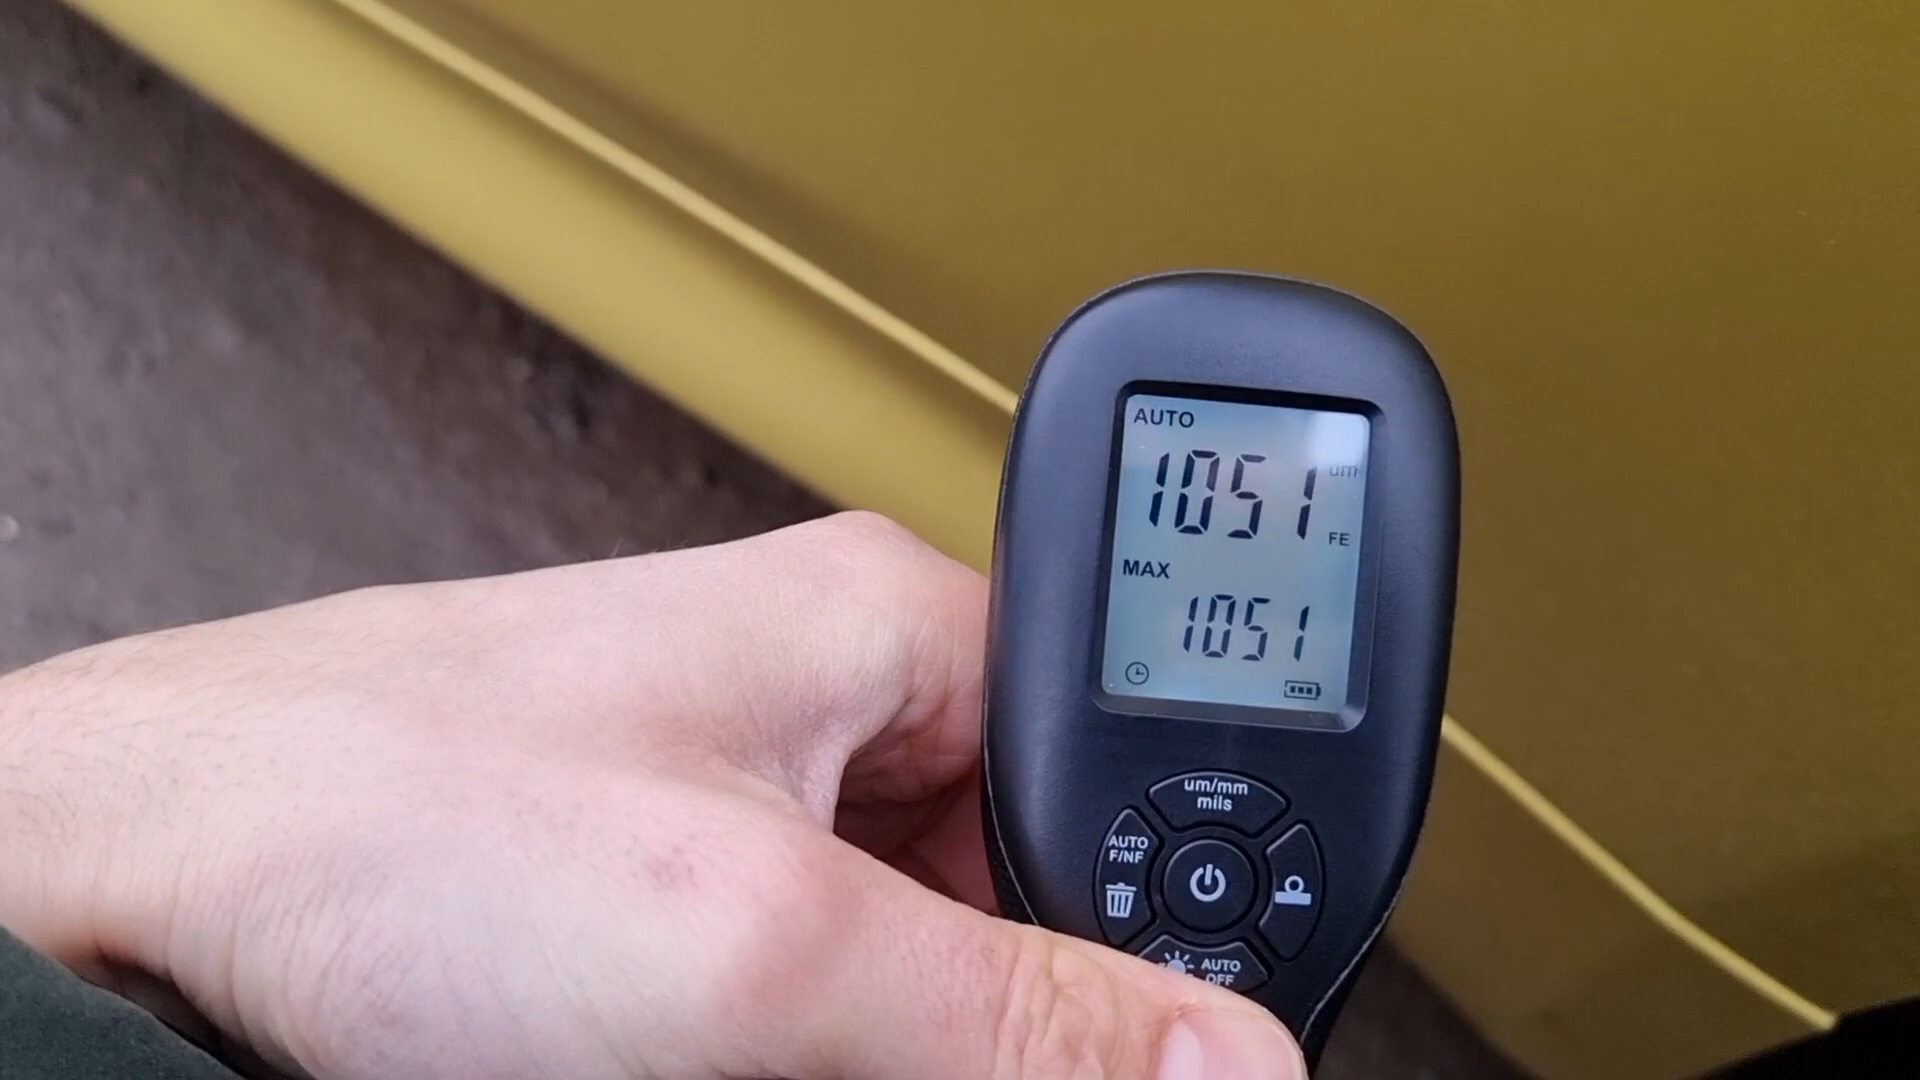 AUTO
1051 um
FE
MAX
1051
um/mm
mils
AUTO
F/NF
AUTO
OFF